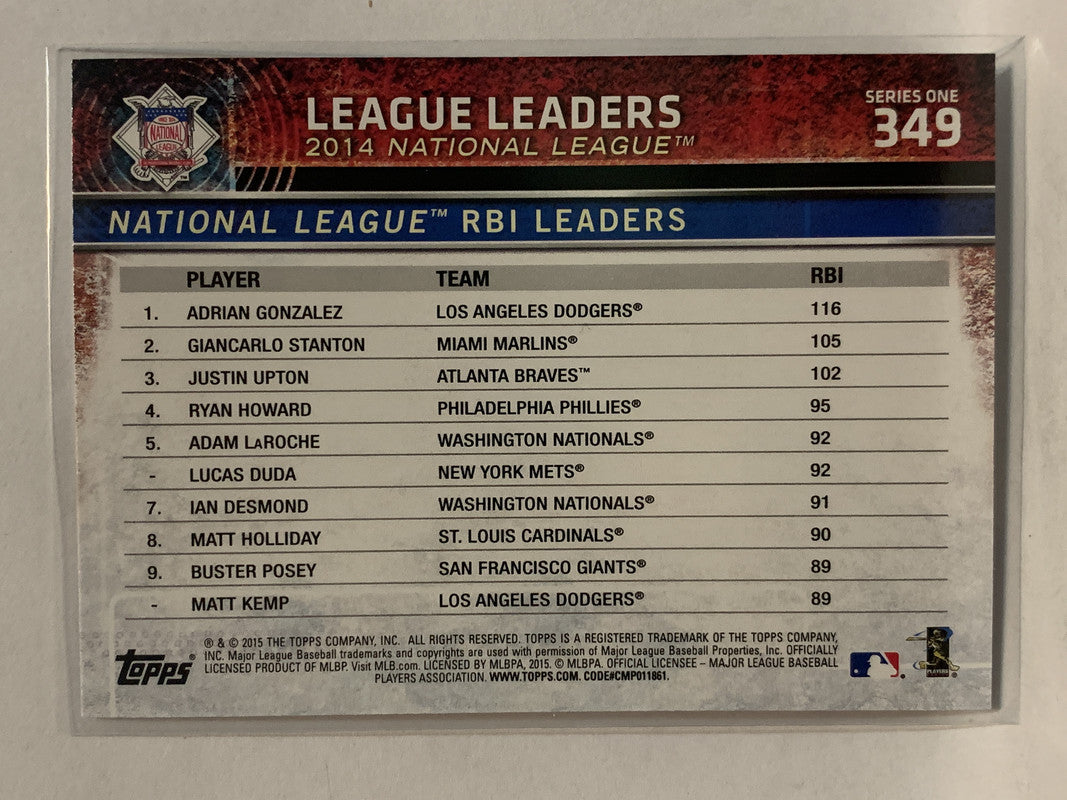 NATIONAL
LEAGUE
LEAGUE LEADERS
2014 NATIONAL LEAGUE™
SERIES ONE
349
NATIONAL LEAGUE™ RBI LEADERS
PLAYER TEAM RBI
1. ADRIAN GONZALEZ LOS ANGELES DODGERS® 116
2. GIANCARLO STANTON MIAMI MARLINS® 105
3. JUSTIN UPTON ATLANTA BRAVES™ 102
4. RYAN HOWARD PHILADELPHIA PHILLIES® 95
5. ADAM LaROCHE WASHINGTON NATIONALS® 92
- LUCAS DUDA NEW YORK METS® 92
7. IAN DESMOND WASHINGTON NATIONALS® 91
8. MATT HOLLIDAY ST. LOUIS CARDINALS® 90
9. BUSTER POSEY SAN FRANCISCO GIANTS® 89
- MATT KEMP LOS ANGELES DODGERS® 89
Topps®
® & © 2015 THE TOPPS COMPANY, INC. ALL RIGHTS RESERVED. TOPPS IS A REGISTERED TRADEMARK OF THE TOPPS COMPANY,
INC. Major League Baseball trademarks and copyrights are used with permission of Major League Baseball Properties, Inc. OFFICIALLY
LICENSED PRODUCT OF MLBP. Visit MLB.com. LICENSED BY MLBPA, 2015. © MLBPA. OFFICIAL LICENSEE – MAJOR LEAGUE BASEBALL
PLAYERS ASSOCIATION. WWW.TOPPS.COM. CODE#CMP011861.
PLAYERS